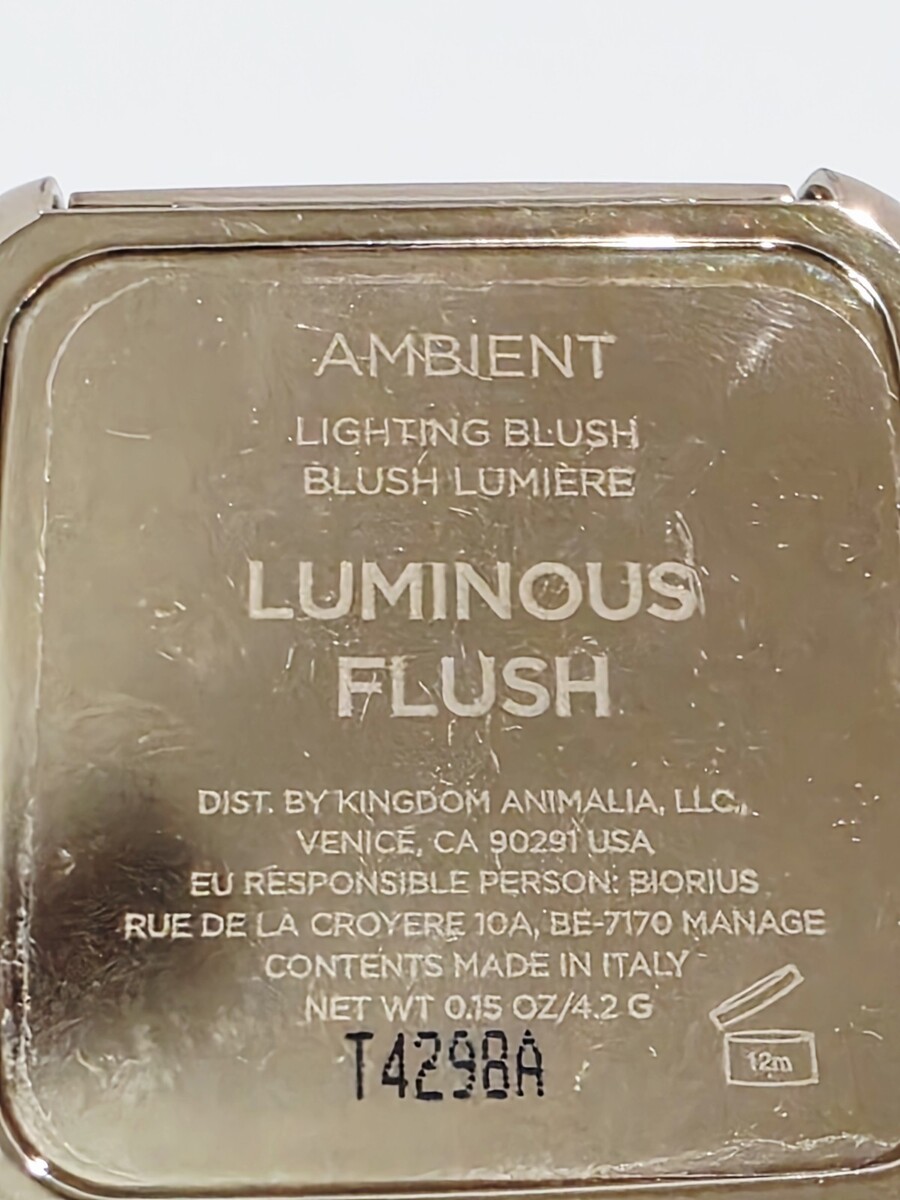 AMBIENT
LIGHTING BLUSH
BLUSH LUMIÈRE
LUMINOUS
FLUSH
DIST. BY KINGDOM ANIMALIA, LLC.,
VENICE, CA 90291 USA
EU RESPONSIBLE PERSON: BIORIUS
RUE DE LA CROYERE 10A, BE-7170 MANAGE
CONTENTS MADE IN ITALY
NET WT 0.15 OZ/4.2 G
T4298A
12m